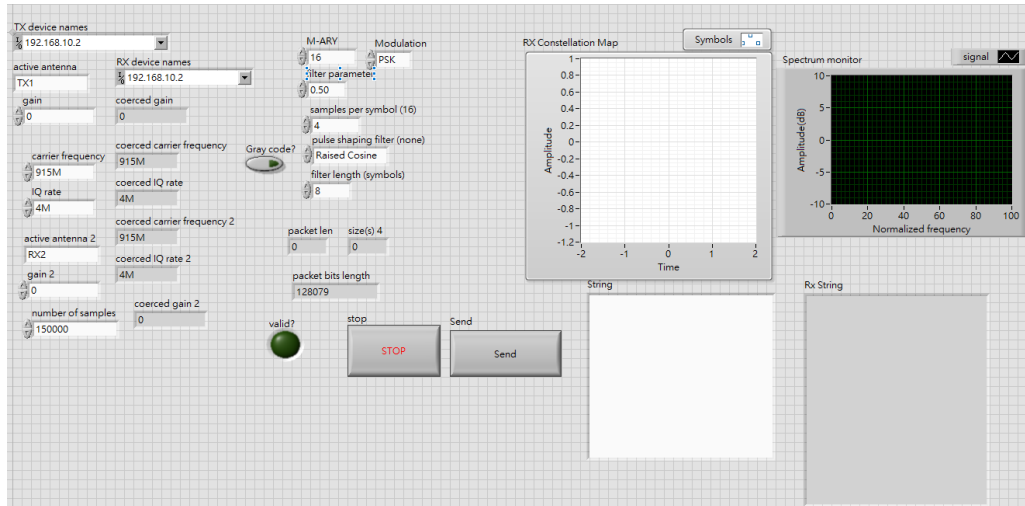 TX device names
192.168.10.2
active antenna
TX1
RX device names
192.168.10.2
gain
0
coerced gain
0
carrier frequency
915M
coerced carrier frequency
915M
IQ rate
4M
coerced IQ rate
4M
coerced carrier frequency 2
915M
active antenna 2
RX2
coerced IQ rate 2
4M
gain 2
0
number of samples
150000
coerced gain 2
0
M-ARY
16
Modulation
PSK
filter parameter
0.50
samples per symbol (16)
4
Gray code?
pulse shaping filter (none)
Raised Cosine
filter length (symbols)
8
packet len
0
size(s) 4
0
packet bits length
128079
valid?
stop
STOP
Send
Send
RX Constellation Map
Symbols
Amplitude
1
0.8
0.6
0.4
0.2
0
-0.2
-0.4
-0.6
-0.8
-1
-1.2
-2
-1
0
1
2
Time
Spectrum monitor
signal
Amplitude(dB)
10
5
0
-5
-10
0
20
40
60
80
100
Normalized frequency
String
Rx String